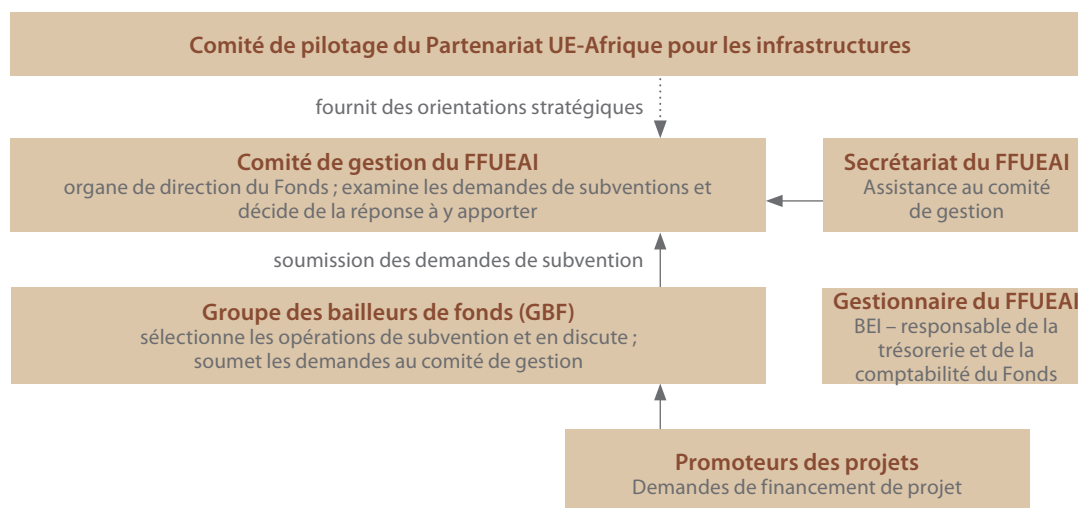 Comité de pilotage du Partenariat UE-Afrique pour les infrastructures
fournit des orientations stratégiques
Comité de gestion du FFUEAI
organe de direction du Fonds ; examine les demandes de subventions et
décide de la réponse à y apporter
Secrétariat du FFUEAI
Assistance au comité
de gestion
soumission des demandes de subvention
Groupe des bailleurs de fonds (GBF)
sélectionne les opérations de subvention et en discute ;
soumet les demandes au comité de gestion
Gestionnaire du FFUEAI
BEI – responsable de la
trésorerie et de la
comptabilité du Fonds
Promoteurs des projets
Demandes de financement de projet